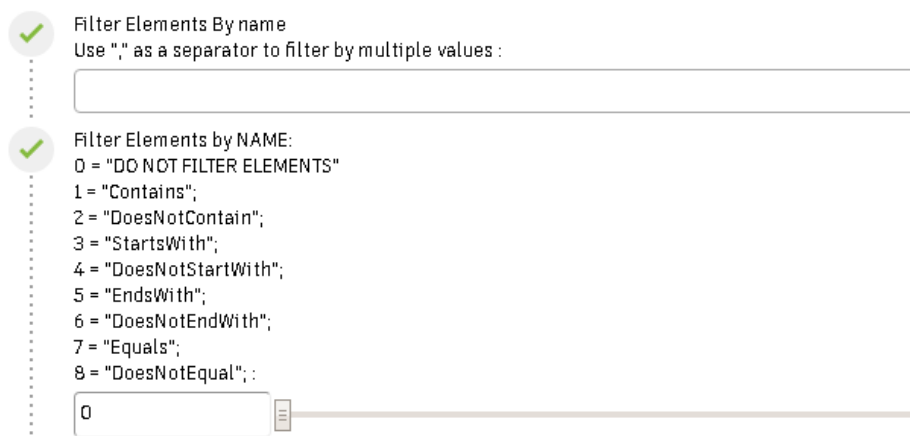 Filter Elements By name
Use "," as a separator to filter by multiple values :
Filter Elements by NAME:
0 = "DO NOT FILTER ELEMENTS"
1 = "Contains";
2 = "DoesNotContain";
3 = "StartsWith";
4 = "DoesNotStartWith";
5 = "EndsWith";
6 = "DoesNotEndWith";
7 = "Equals";
8 = "DoesNotEqual"; :
0